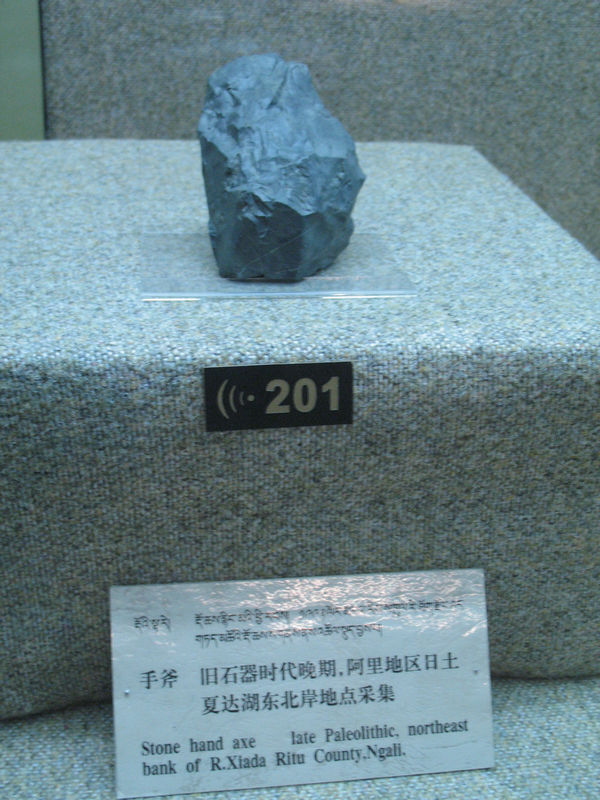 201
རྡོའི་སྟ་རེ།
手斧 旧石器时代晚期,阿里地区日土
夏达湖东北岸地点采集
Stone hand axe late Paleolithic, northeast
bank of R.Xiada Ritu County,Ngali.